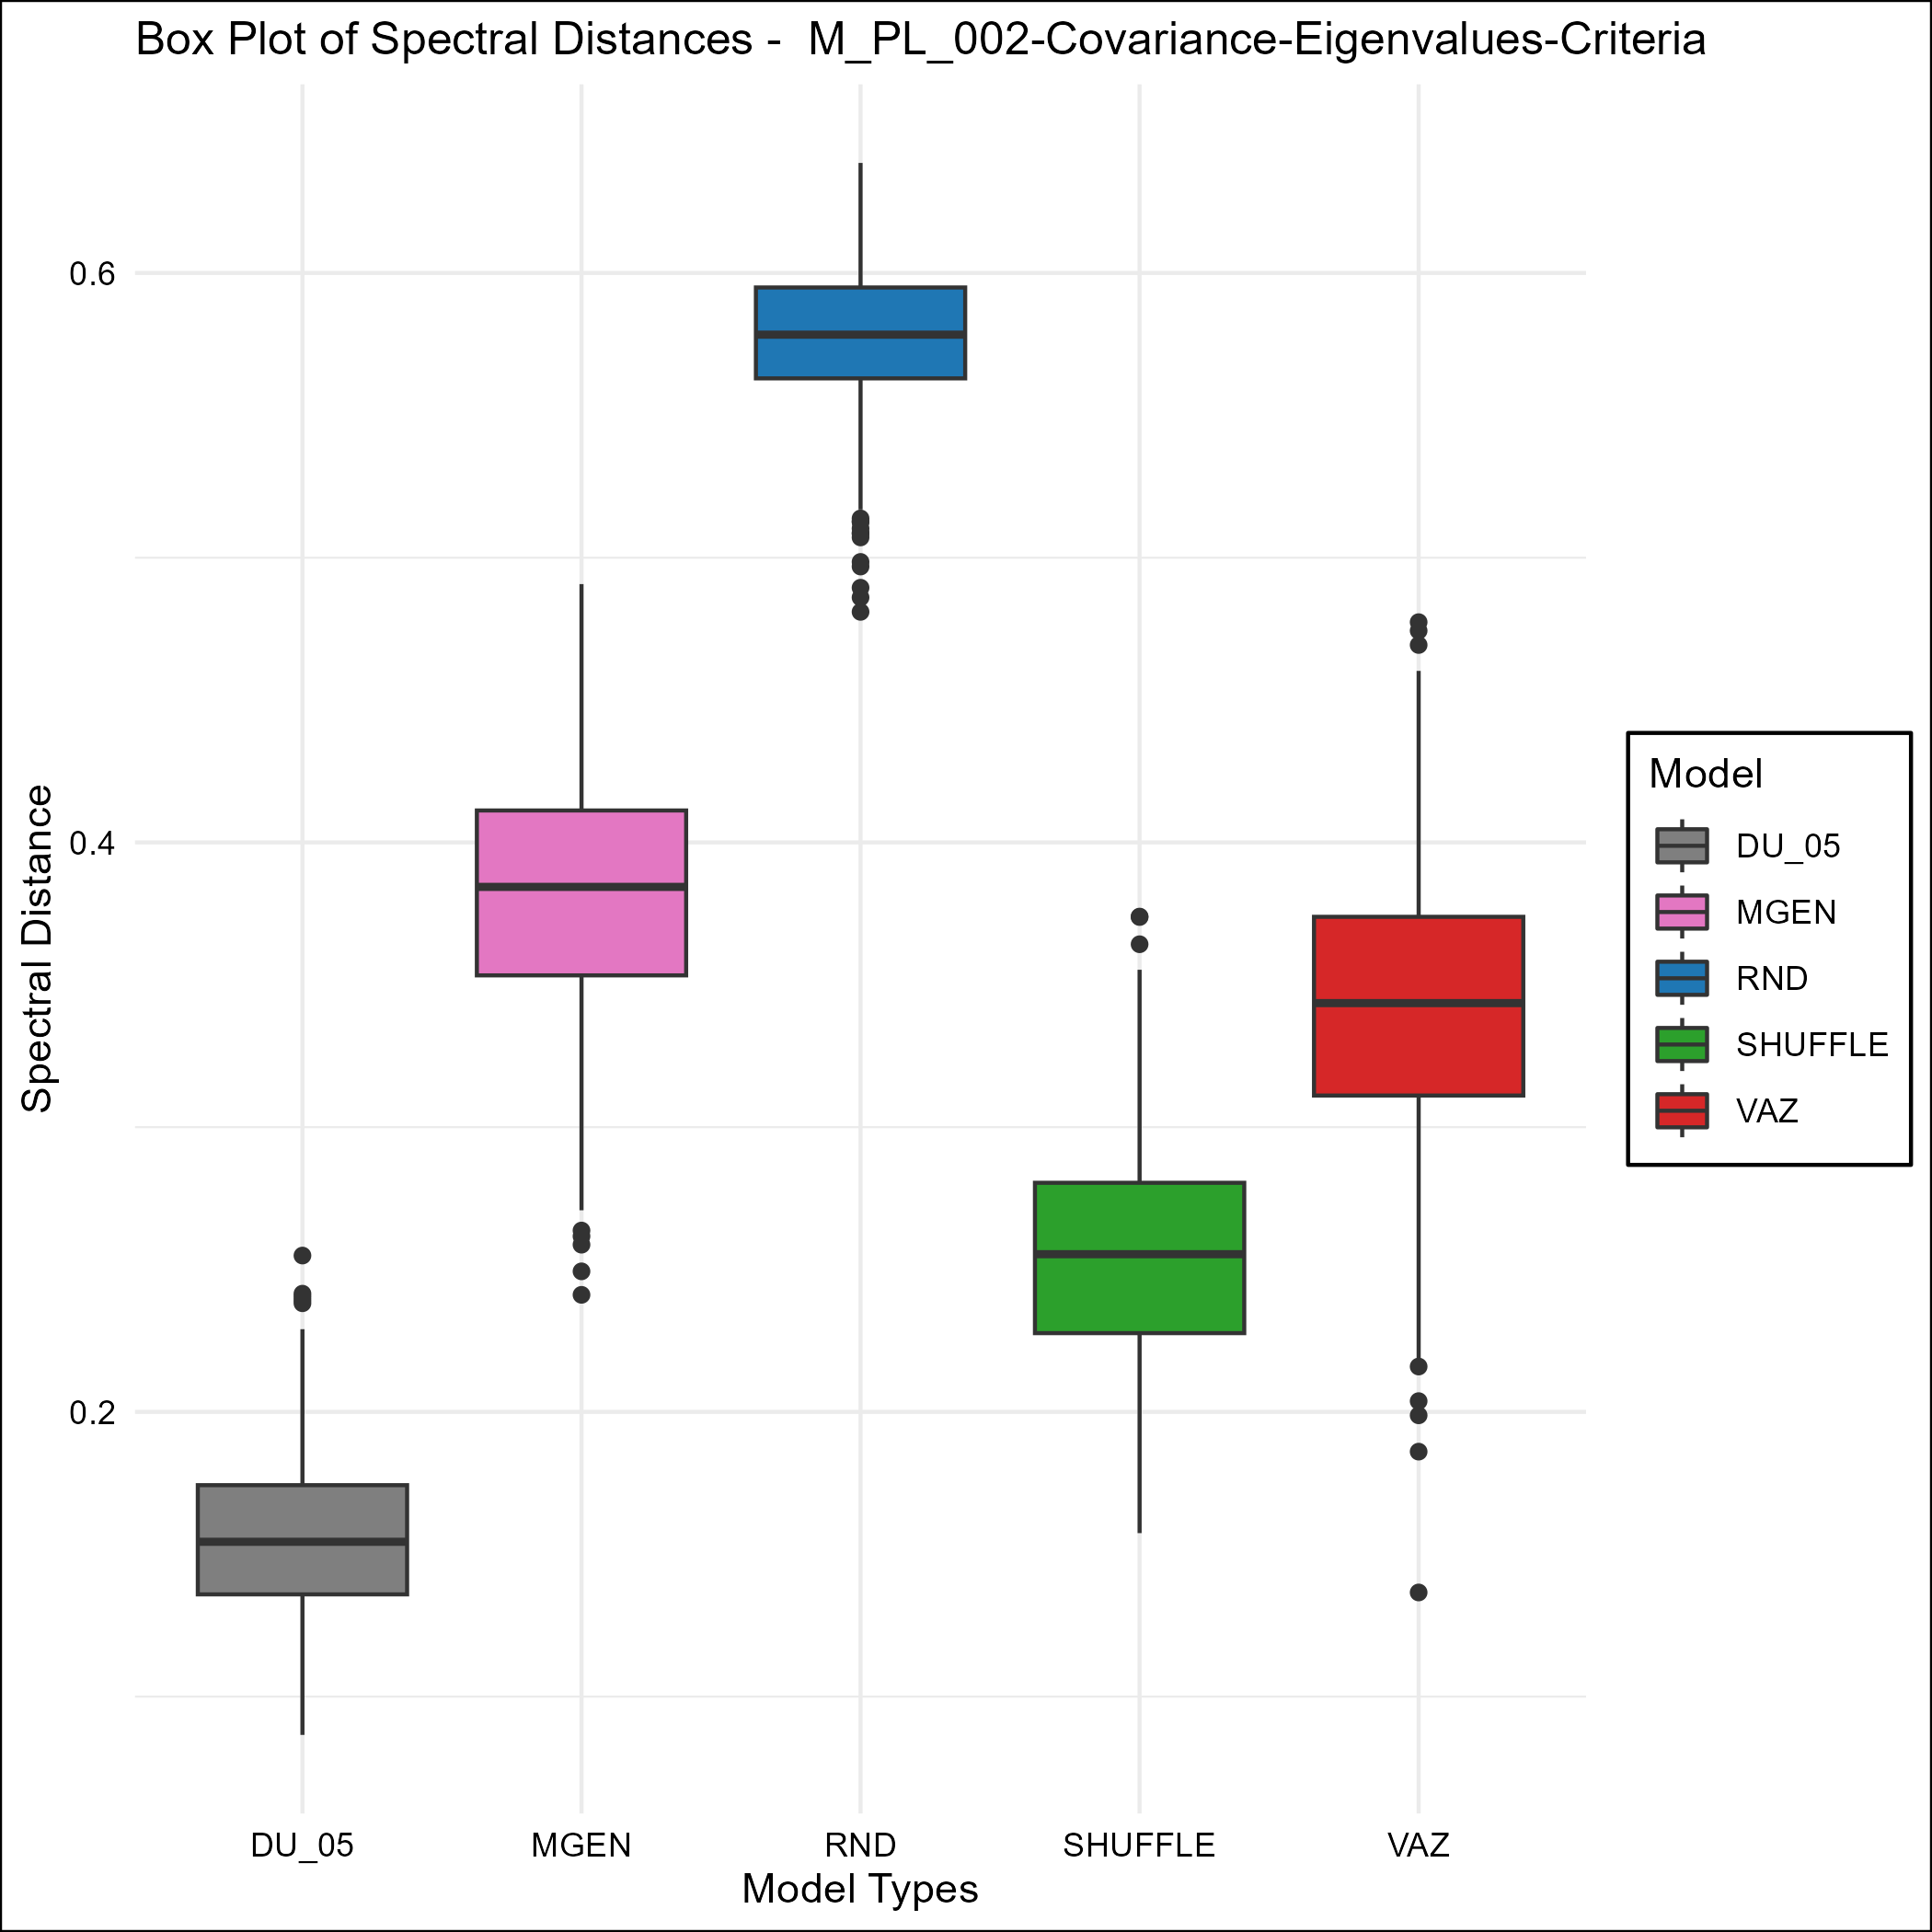 Box Plot of Spectral Distances -  M_PL_002-Covariance-Eigenvalues-Criteria
Spectral Distance
0.6
0.4
0.2
DU_05
MGEN
RND
SHUFFLE
VAZ
Model Types
Model
DU_05
MGEN
RND
SHUFFLE
VAZ